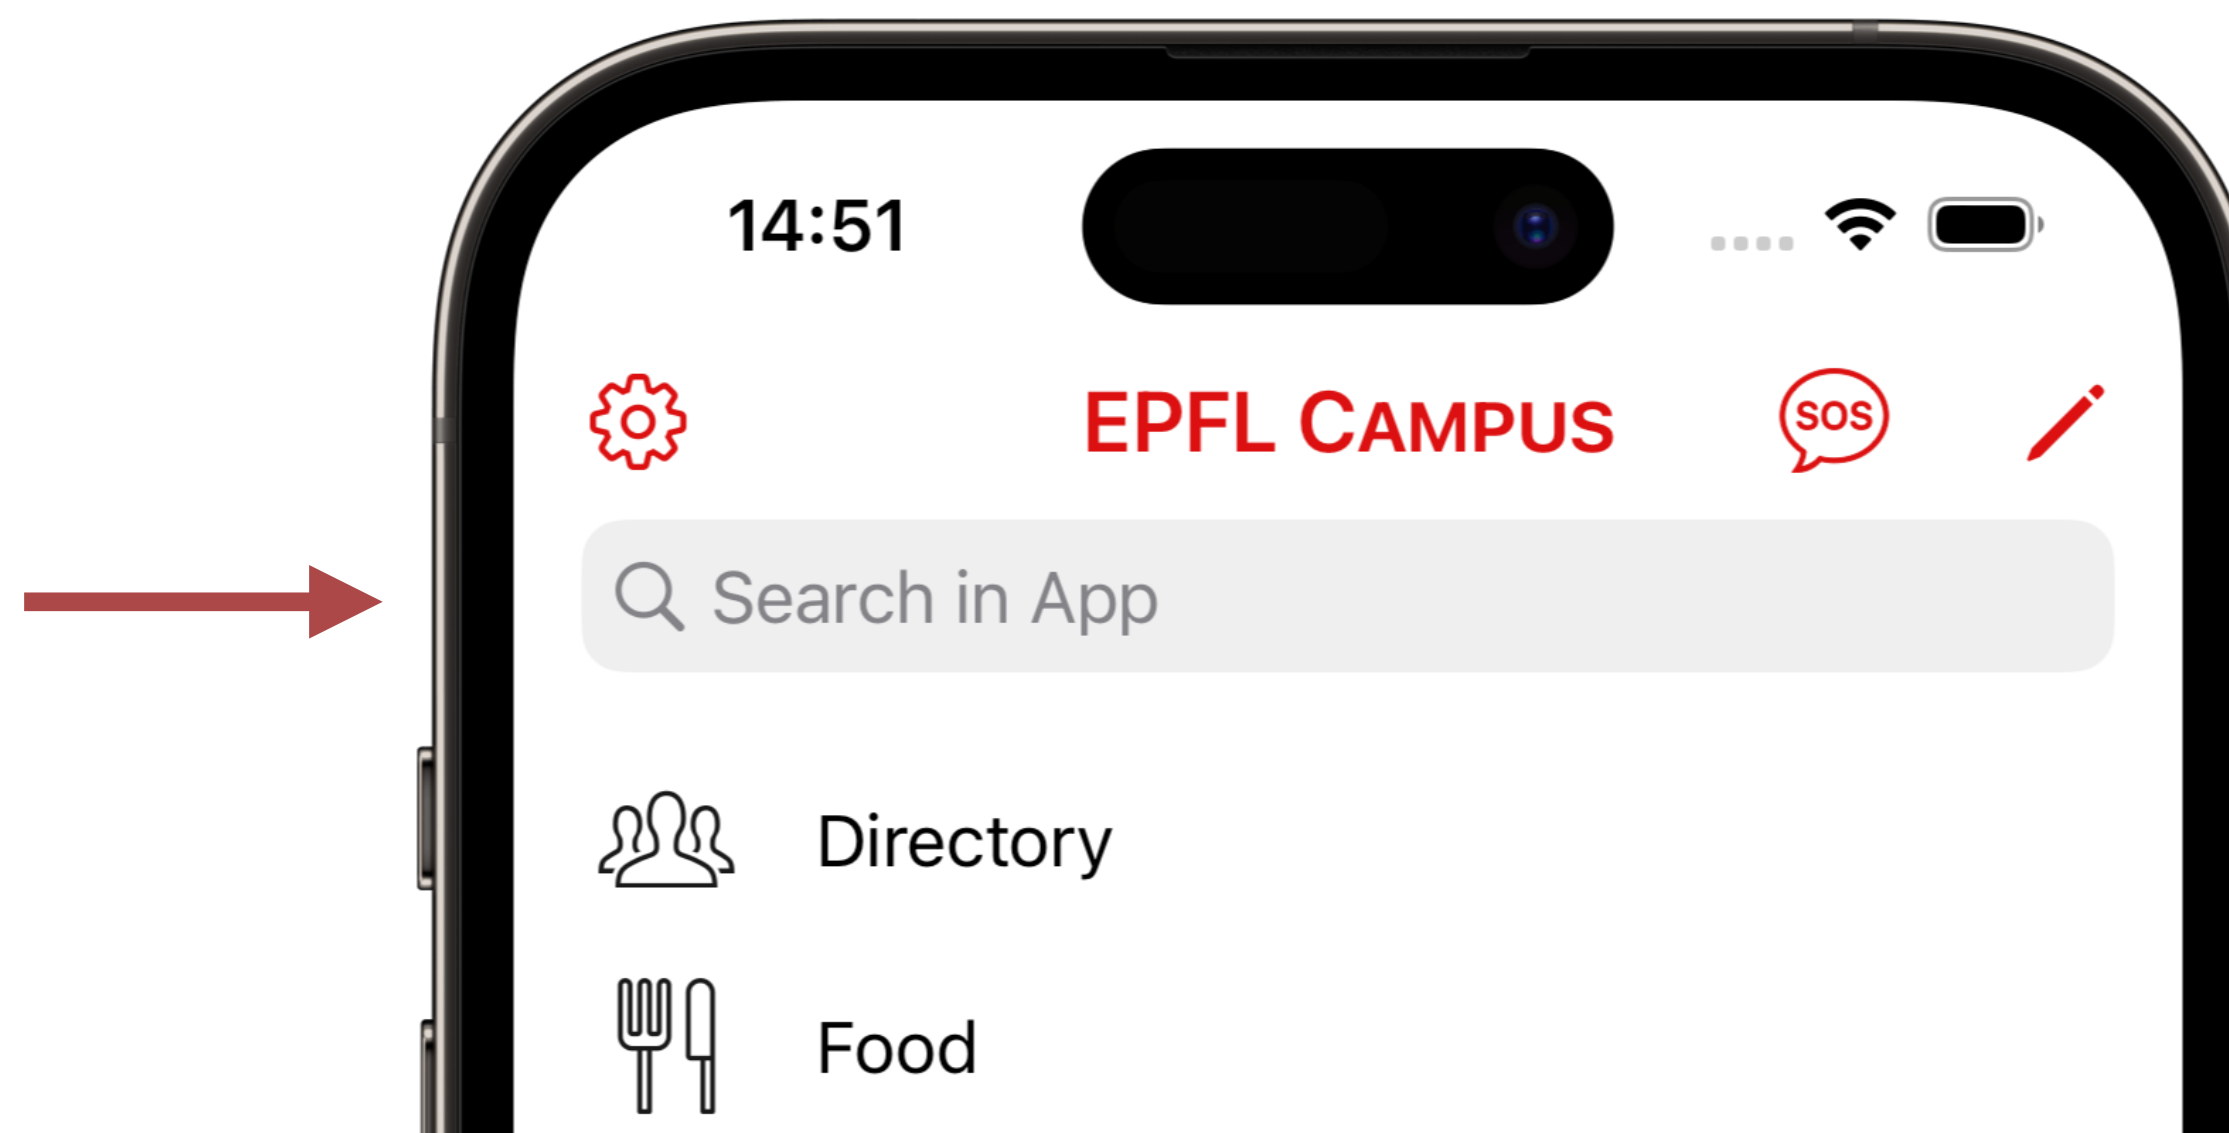 14:51
EPFL CAMPUS
SOS
Search in App
Directory
Food